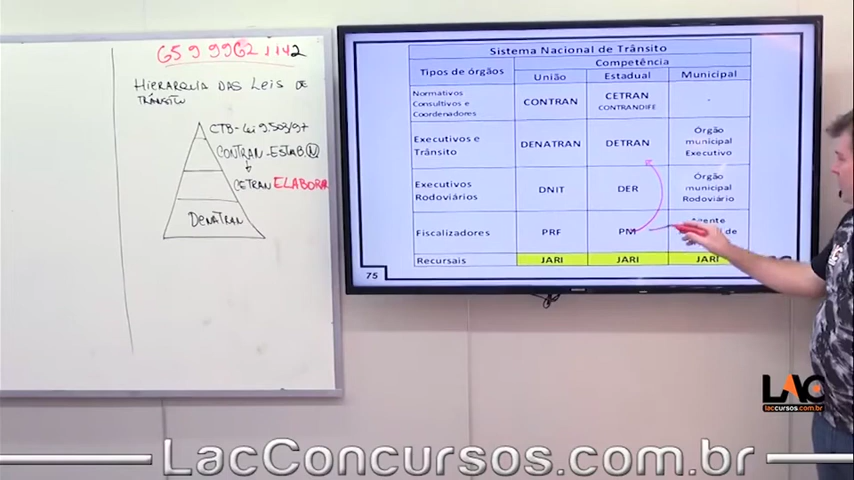 65 9 9962 1142
HIERARQUIA DAS LEIS DE
TRÂNSITO
CTB - Lei 9.503/97
CONTRAN - ESTAB. N
CETRAN ELABORAR
DENATRAN
Sistema Nacional de Trânsito
Tipos de órgãos
Competência
União
Estadual
Municipal
Normativos
Consultivos e
Coordenadores
CONTRAN
CETRAN
CONTRANDIFE
-
Executivos e
Trânsito
DENATRAN
DETRAN
Órgão
municipal
Executivo
Executivos
Rodoviários
DNIT
DER
Órgão
municipal
Rodoviário
Fiscalizadores
PRF
PM
Agente
de
Recursais
JARI
JARI
JARI
75
LAC
laccursos.com.br
LacConcursos.com.br